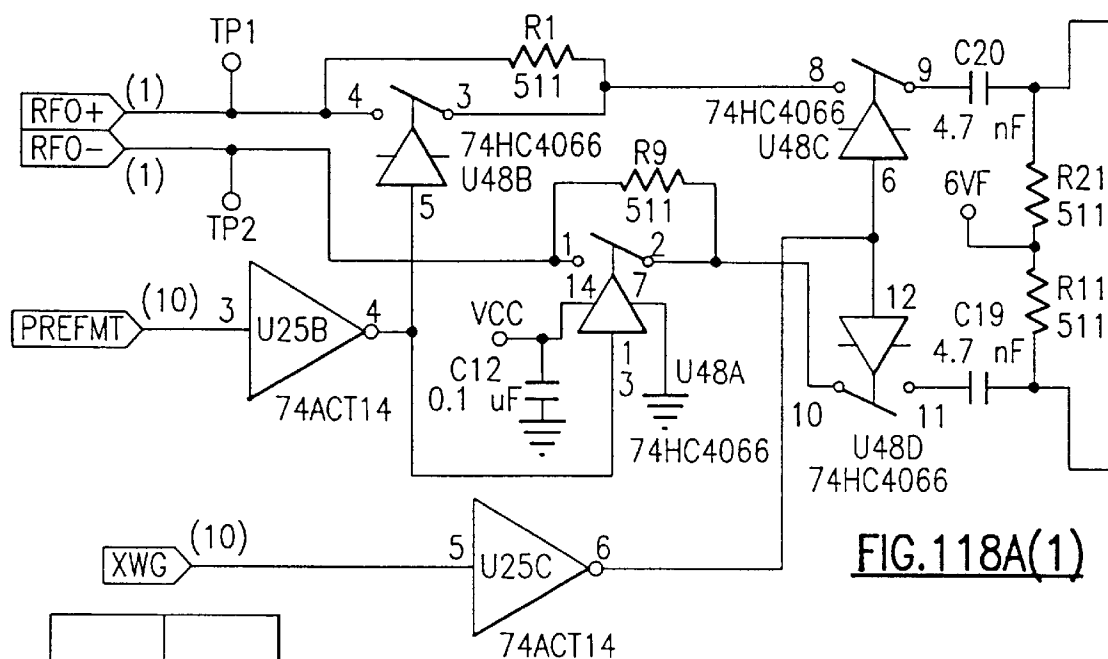 R1
511
TP1
RFO+
(1)
4
3
8
9
C20
4.7 nF
RFO-
(1)
TP2
74HC4066
U48B
5
74HC4066
U48C
6
R9
511
6VF
R21
511
1
2
PREFMT
(10)
3
U25B
4
74ACT14
VCC
14
7
1
3
C12
0.1 uF
U48A
74HC4066
12
C19
4.7 nF
R11
511
10
11
U48D
74HC4066
XWG
(10)
5
U25C
6
74ACT14
FIG.118A(1)